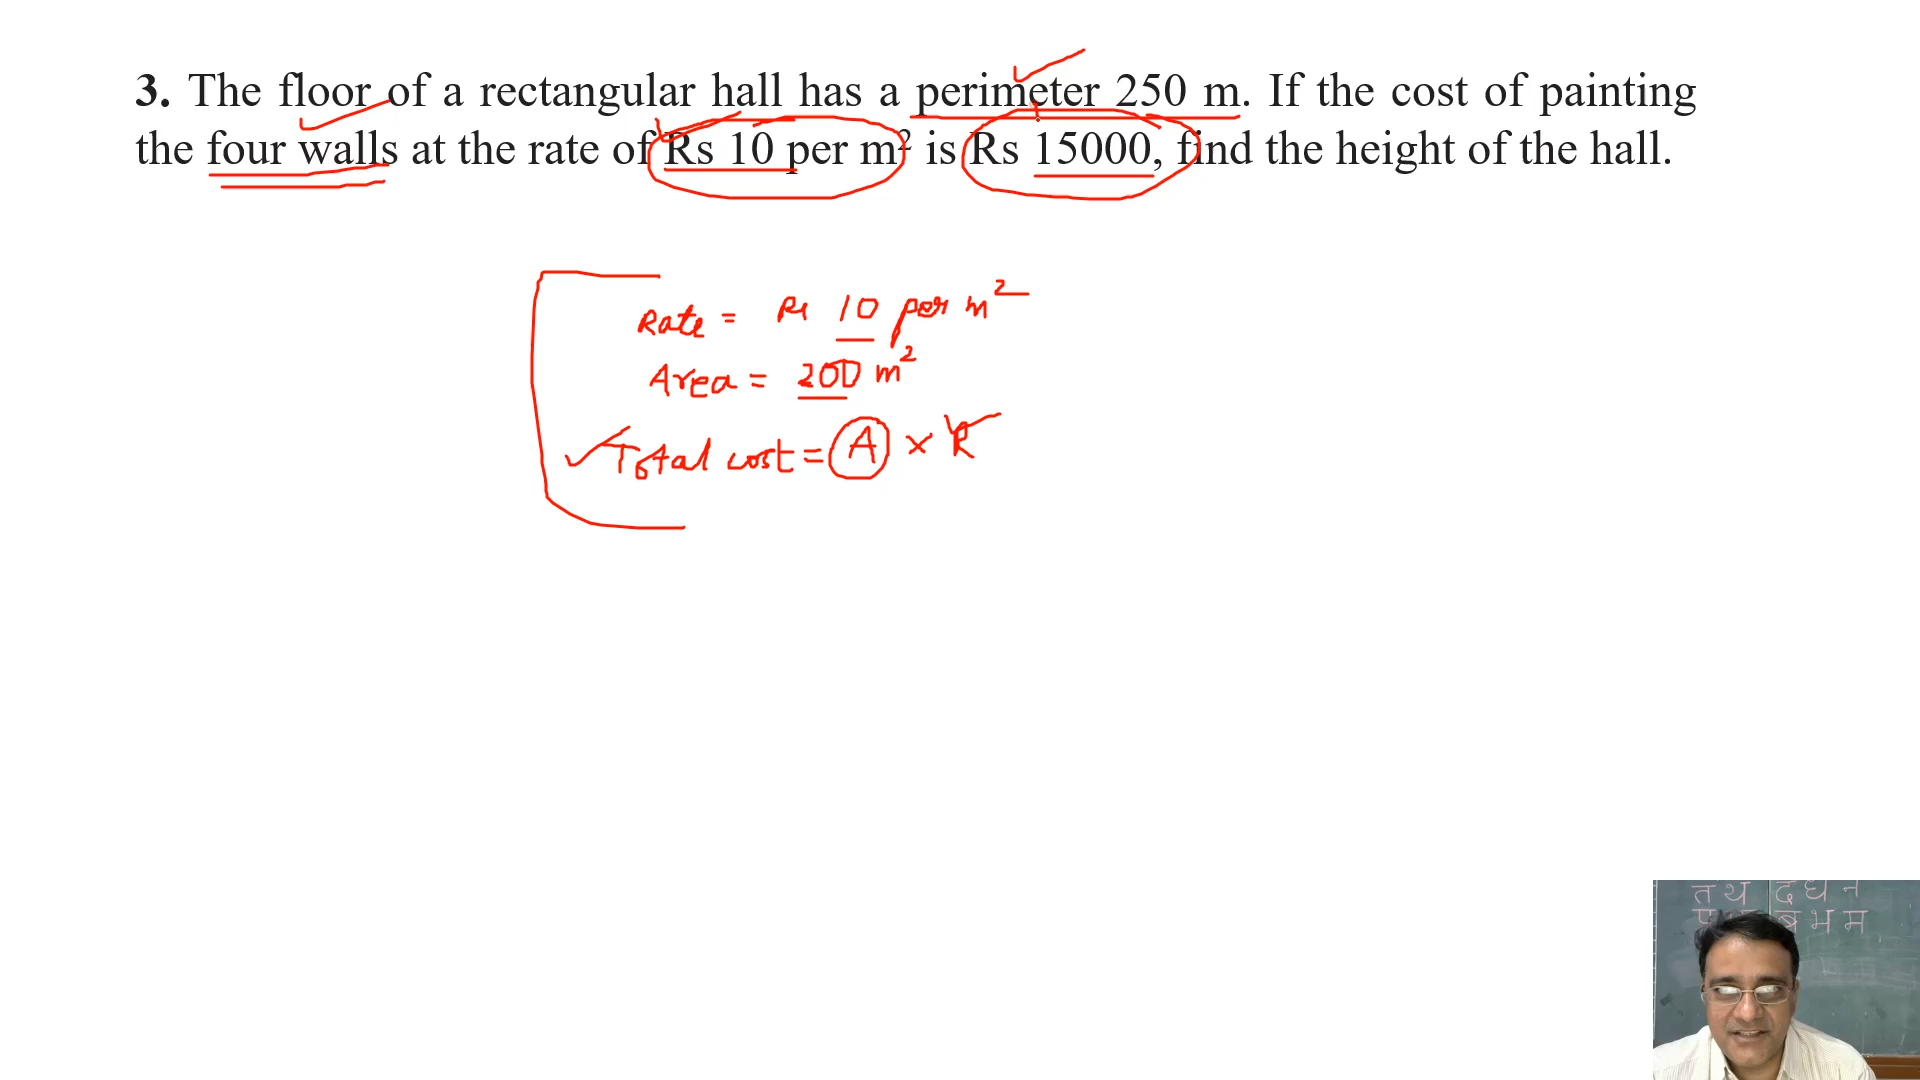 3. The floor of a rectangular hall has a perimeter 250 m. If the cost of painting
the four walls at the rate of Rs 10 per m² is Rs 15000, find the height of the hall.
Rate = Rs 10 per m²
Area = 200 m²
Total cost = A × R
त थ द ध न
ब भ म